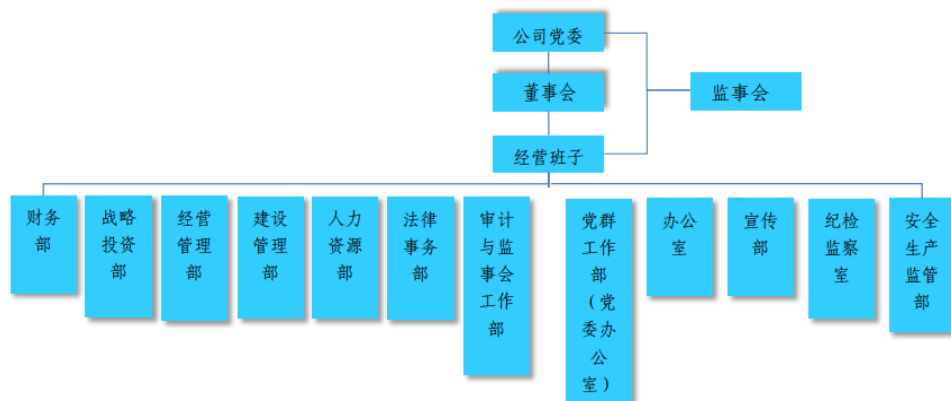 公司党委
董事会
监事会
经营班子
财务
部
战略
投资
部
经营
管理
部
建设
管理
部
人力
资源
部
法律
事务
部
审计
与监
事会
工作
部
党群
工作
部
（党
委办
公
室）
办公
室
宣传
部
纪检
监察
室
安全
生产
监管
部